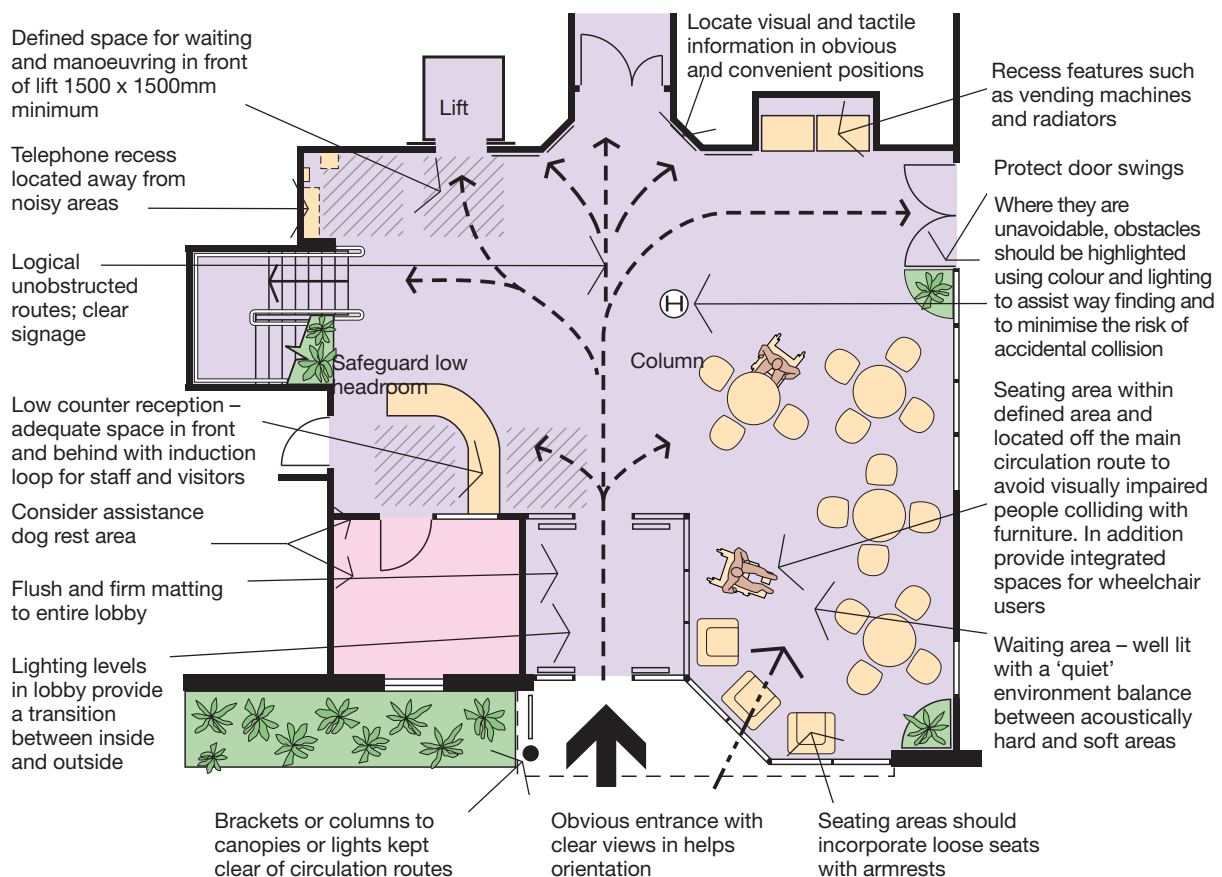 Defined space for waiting
and manoeuvring in front
of lift 1500 x 1500mm
minimum
Telephone recess
located away from
noisy areas
Logical
unobstructed
routes; clear
signage
Low counter reception –
adequate space in front
and behind with induction
loop for staff and visitors
Consider assistance
dog rest area
Flush and firm matting
to entire lobby
Lighting levels
in lobby provide
a transition
between inside
and outside
Lift
Safeguard low
headroom
Column
Locate visual and tactile
information in obvious
and convenient positions
Recess features such
as vending machines
and radiators
Protect door swings
Where they are
unavoidable, obstacles
should be highlighted
using colour and lighting
to assist way finding and
to minimise the risk of
accidental collision
Seating area within
defined area and
located off the main
circulation route to
avoid visually impaired
people colliding with
furniture. In addition
provide integrated
spaces for wheelchair
users
Waiting area – well lit
with a ‘quiet’
environment balance
between acoustically
hard and soft areas
Brackets or columns to
canopies or lights kept
clear of circulation routes
Obvious entrance with
clear views in helps
orientation
Seating areas should
incorporate loose seats
with armrests